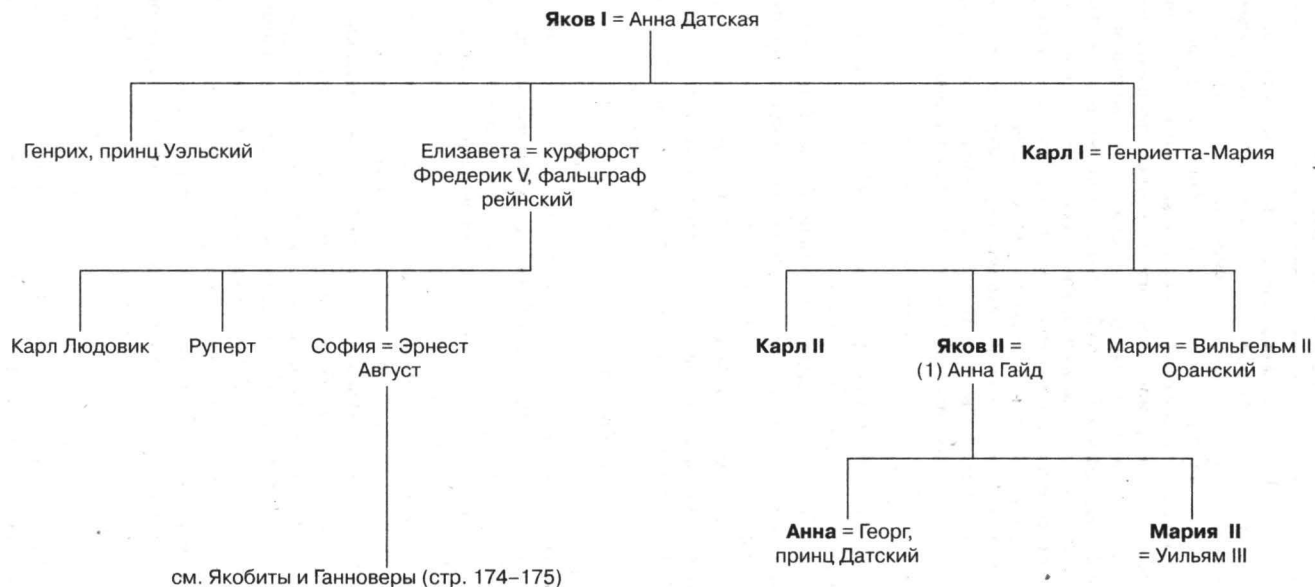 Яков I = Анна Датская
Генрих, принц Уэльский
Елизавета = курфюрст
Фредерик V, фальцграф
рейнский
Карл I = Генриетта-Мария
Карл Людовик
Руперт
София = Эрнест
Август
Карл II
Яков II =
(1) Анна Гайд
Мария = Вильгельм II
Оранский
Анна = Георг,
принц Датский
Мария II
= Уильям III
см. Якобиты и Ганноверы (стр. 174–175)